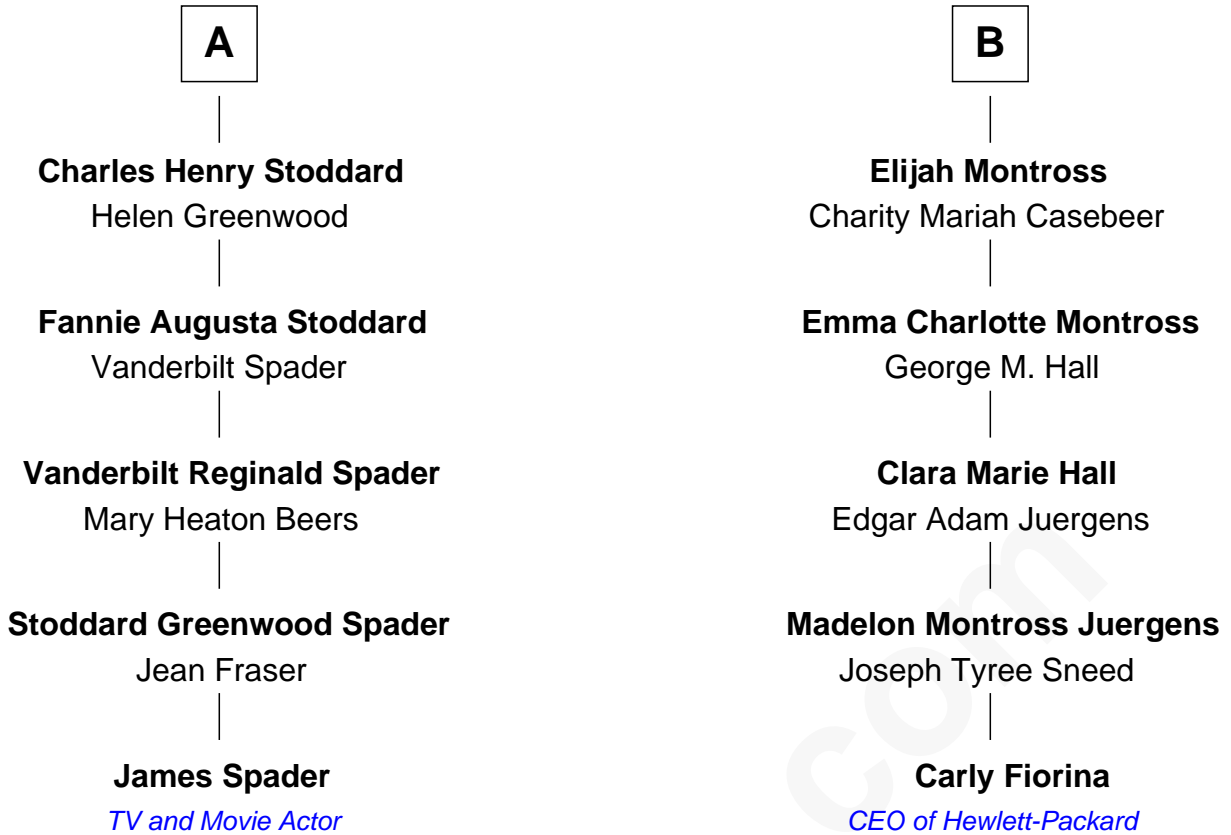 A
B
Charles Henry Stoddard
Helen Greenwood
Elijah Montross
Charity Mariah Casebeer
Fannie Augusta Stoddard
Vanderbilt Spader
Emma Charlotte Montross
George M. Hall
Vanderbilt Reginald Spader
Mary Heaton Beers
Clara Marie Hall
Edgar Adam Juergens
Stoddard Greenwood Spader
Jean Fraser
Madelon Montross Juergens
Joseph Tyree Sneed
James Spader
TV and Movie Actor
Carly Fiorina
CEO of Hewlett-Packard
com